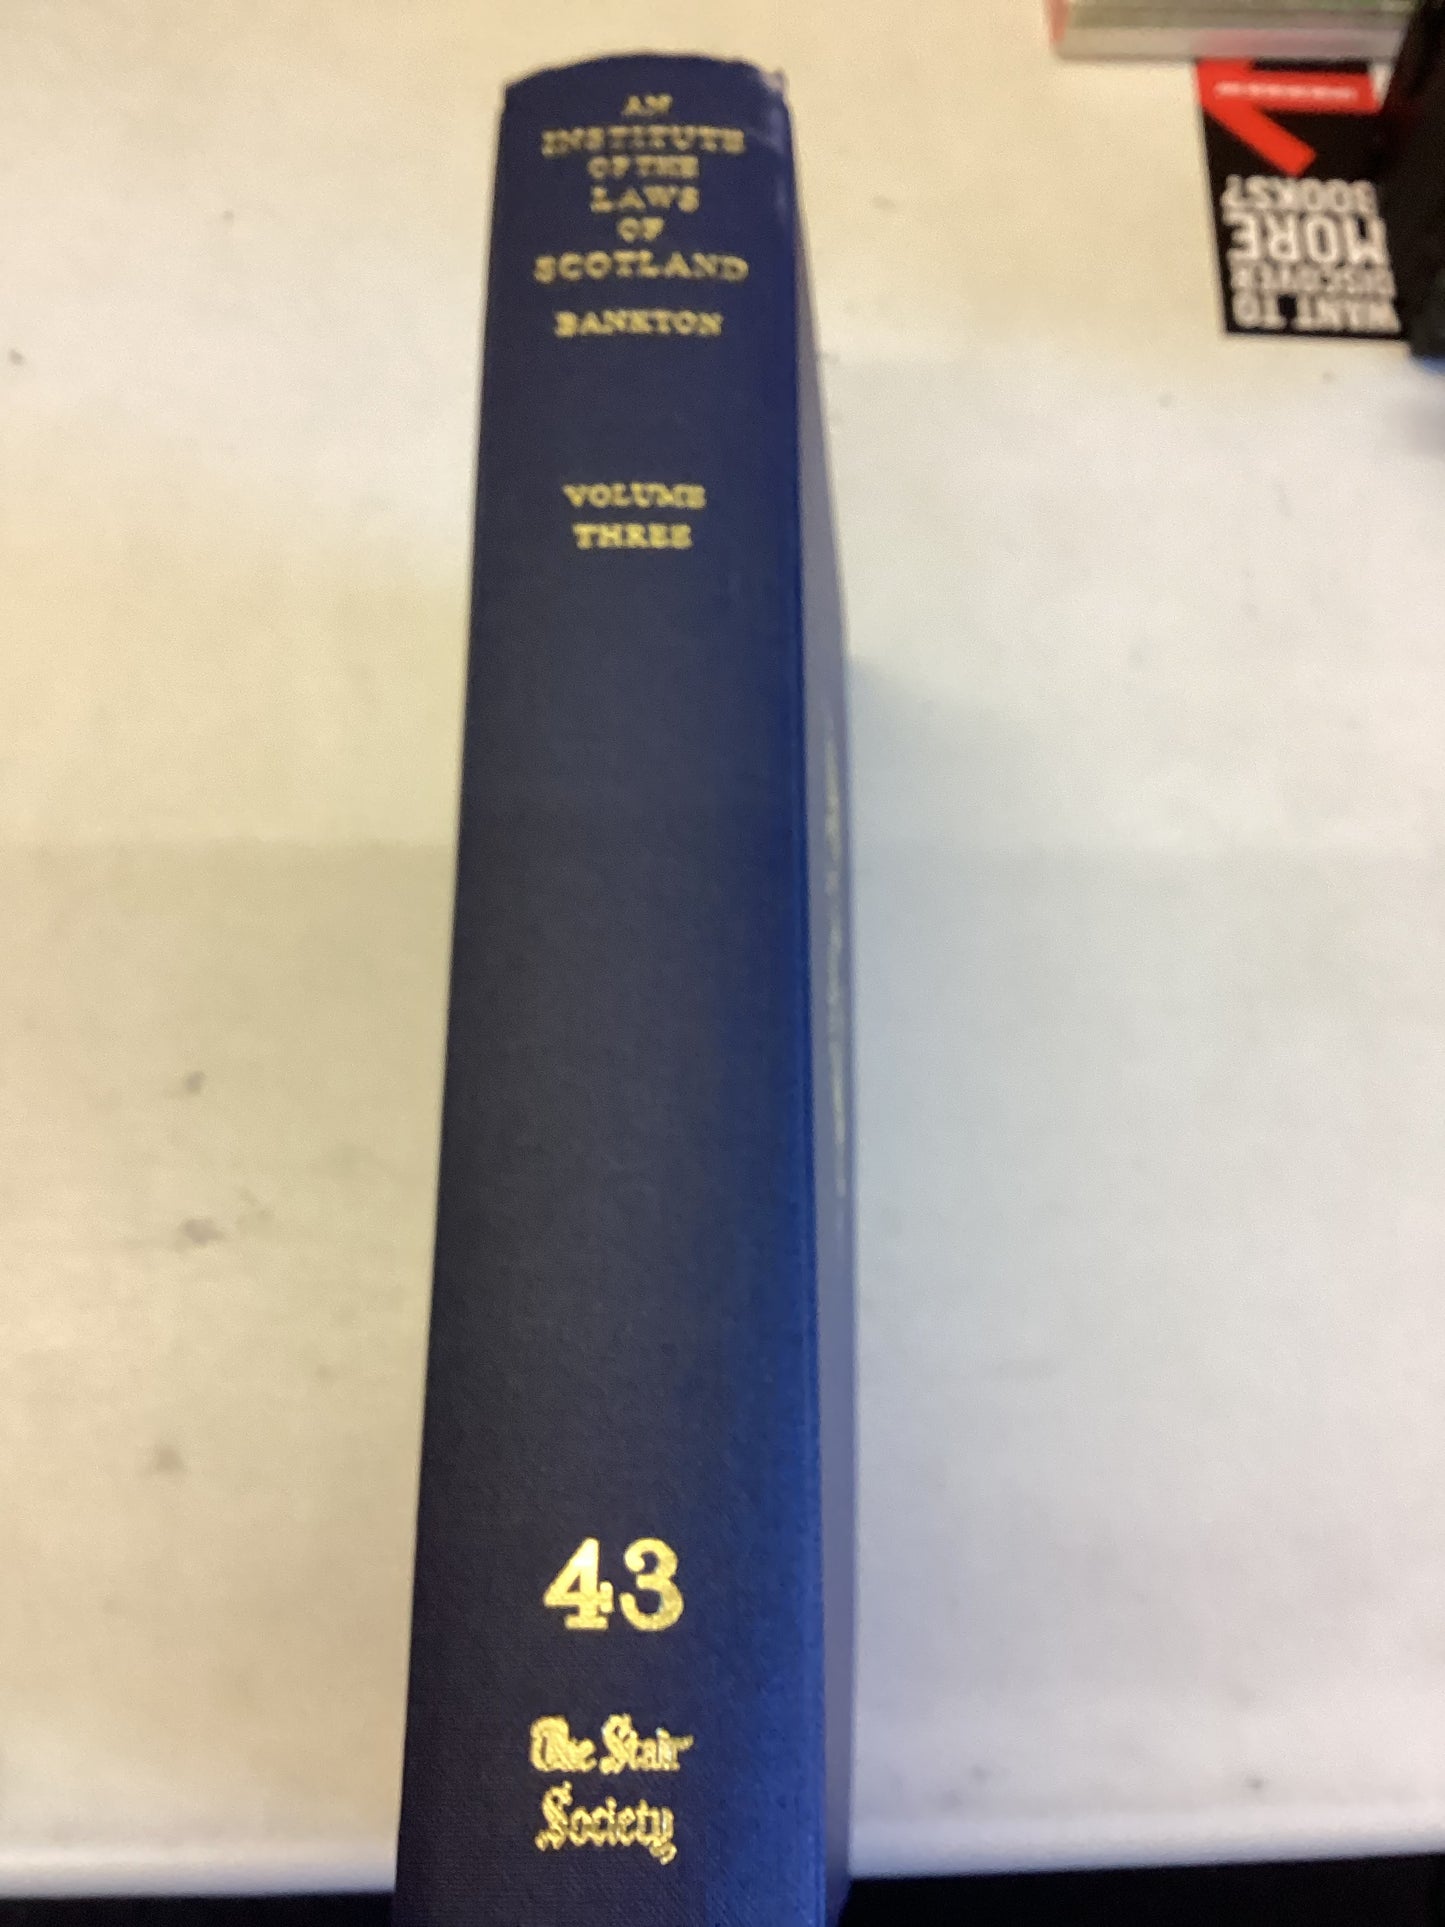 AN
INSTITUTE
OF THE
LAWS
OF
SCOTLAND
BANKTON
VOLUME
THREE
43
The Stair
Society
WANT TO
DISCOVER
MORE
BOOKS?